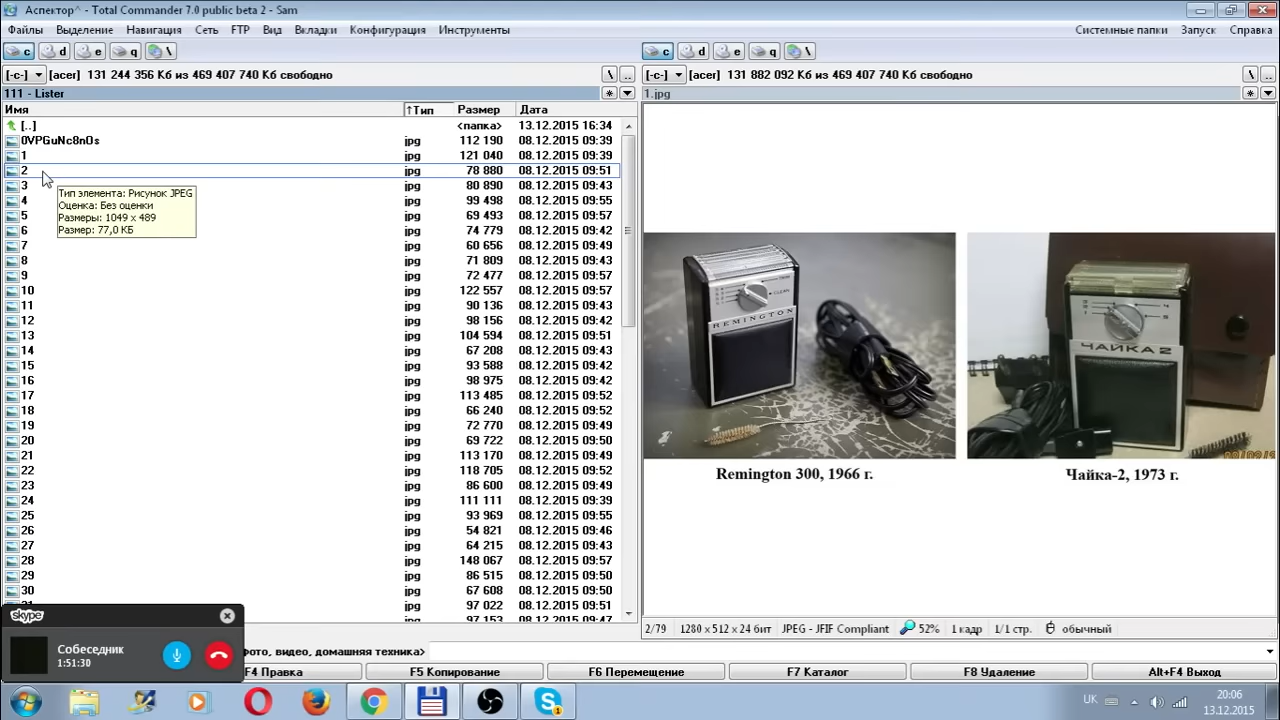 Аспектор^ - Total Commander 7.0 public beta 2 - Sam
Файлы Выделение Навигация Сеть FTP Вид Вкладки Конфигурация Инструменты Системные папки Запуск Справка
c d e q \ c d e q \
[-c-] [acer] 131 244 356 Кб из 469 407 740 Кб свободно \ .. [-c-] [acer] 131 882 092 Кб из 469 407 740 Кб свободно \ ..
111 - Lister * 1.jpg *
Имя ↑Тип Размер Дата
[..] <папка> 13.12.2015 16:34
0VPGuNc8nOs jpg 112 190 08.12.2015 09:39
1 jpg 121 040 08.12.2015 09:39
2 jpg 78 880 08.12.2015 09:51
3 jpg 80 890 08.12.2015 09:43
4 jpg 99 498 08.12.2015 09:55
5 jpg 69 493 08.12.2015 09:57
6 jpg 74 779 08.12.2015 09:42
7 jpg 60 656 08.12.2015 09:49
8 jpg 71 809 08.12.2015 09:43
9 jpg 72 477 08.12.2015 09:57
10 jpg 122 557 08.12.2015 09:57
11 jpg 90 136 08.12.2015 09:43
12 jpg 98 156 08.12.2015 09:42
13 jpg 104 594 08.12.2015 09:51
14 jpg 67 208 08.12.2015 09:43
15 jpg 93 588 08.12.2015 09:42
16 jpg 98 975 08.12.2015 09:42
17 jpg 113 485 08.12.2015 09:52
18 jpg 66 240 08.12.2015 09:54
19 jpg 72 770 08.12.2015 09:49
20 jpg 69 722 08.12.2015 09:50
21 jpg 113 170 08.12.2015 09:50
22 jpg 118 705 08.12.2015 09:52
23 jpg 86 600 08.12.2015 09:49
24 jpg 111 111 08.12.2015 09:39
25 jpg 93 969 08.12.2015 09:55
26 jpg 54 821 08.12.2015 09:46
27 jpg 64 215 08.12.2015 09:43
28 jpg 148 067 08.12.2015 09:57
29 jpg 86 515 08.12.2015 09:50
30 jpg 67 608 08.12.2015 09:50
jpg 97 022 08.12.2015 09:51
jpg 97 153 08.12.2015 09:47
Тип элемента: Рисунок JPEG
Оценка: Без оценки
Размеры: 1049 x 489
Размер: 77,0 КБ
REMINGTON
ЧАЙКА 2
Remington 300, 1966 г. Чайка-2, 1973 г.
2/79 1280 x 512 x 24 бит JPEG - JFIF Compliant 52% 1 кадр 1/1 стр. обычный
skype
Собеседник
1:51:30
фото, видео, домашняя техника>
F4 Правка F5 Копирование F6 Перемещение F7 Каталог F8 Удаление Alt+F4 Выход
UK 20:06
13.12.2015